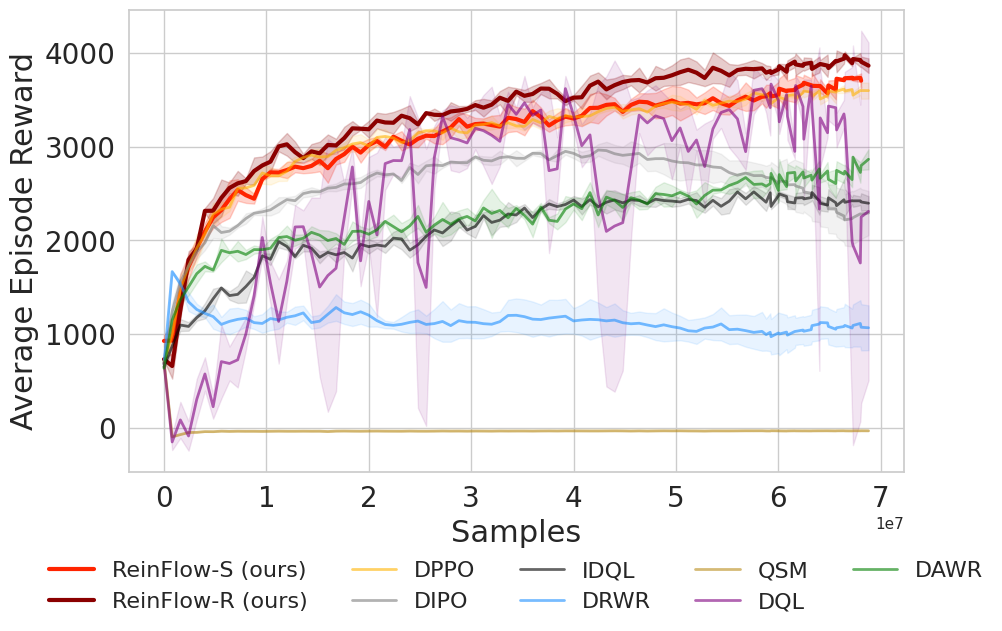 Average Episode Reward
4000
3000
2000
1000
0
0 1 2 3 4 5 6 7
1e7
Samples
ReinFlow-S (ours) DPPO IDQL QSM DAWR
ReinFlow-R (ours) DIPO DRWR DQL